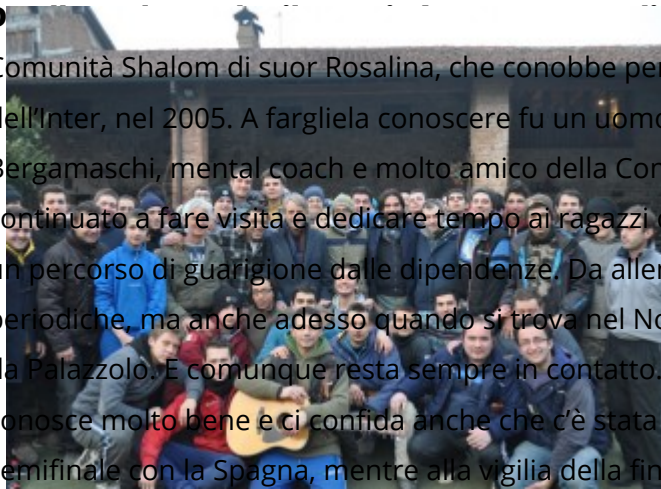 Comunità Shalom di suor Rosalina, che conobbe per
dell'Inter, nel 2005. A fargliela conoscere fu un uomo
Bergamaschi, mental coach e molto amico della Com
continuato a fare visita e dedicare tempo ai ragazzi
un percorso di guarigione dalle dipendenze. Da allen
periodiche, ma anche adesso quando si trova nel No
da Palazzolo. E comunque resta sempre in contatto.
conosce molto bene e ci confida anche che c'è stata
semifinale con la Spagna, mentre alla vigilia della fin